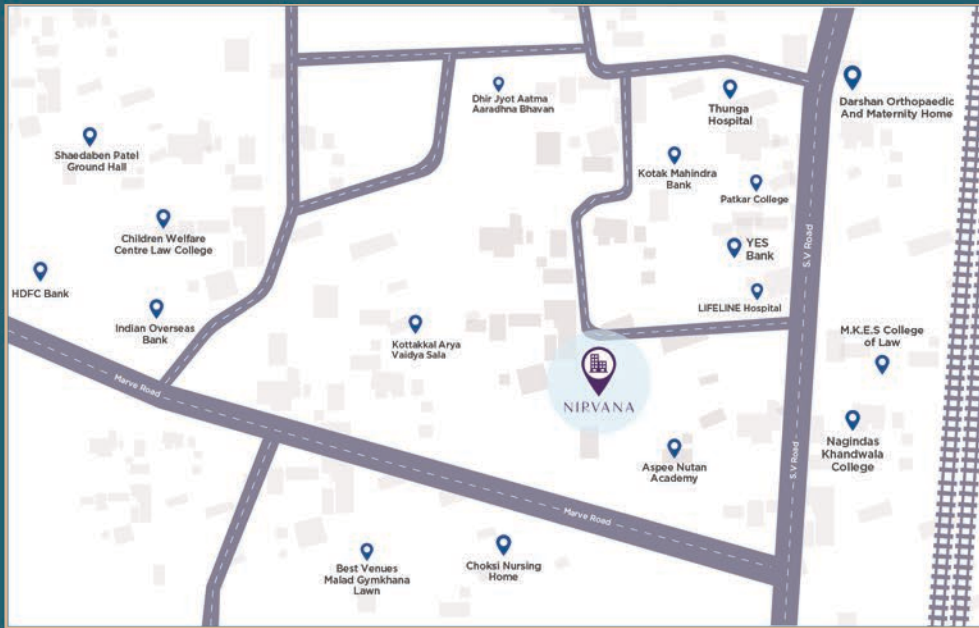 Dhir Jyot Aatma
Aaradhna Bhavan
Thunga
Hospital
Darshan Orthopaedic
And Maternity Home
Shaedaben Patel
Ground Hall
Kotak Mahindra
Bank
Patkar College
Children Welfare
Centre Law College
YES
Bank
S.V Road
HDFC Bank
Indian Overseas
Bank
LIFELINE Hospital
Kottakkal Arya
Vaidya Sala
M.K.E.S College
of Law
Marve Road
NIRVANA
Nagindas
Khandwala
College
Aspee Nutan
Academy
S.V Road
Marve Road
Best Venues
Malad Gymkhana
Lawn
Choksi Nursing
Home